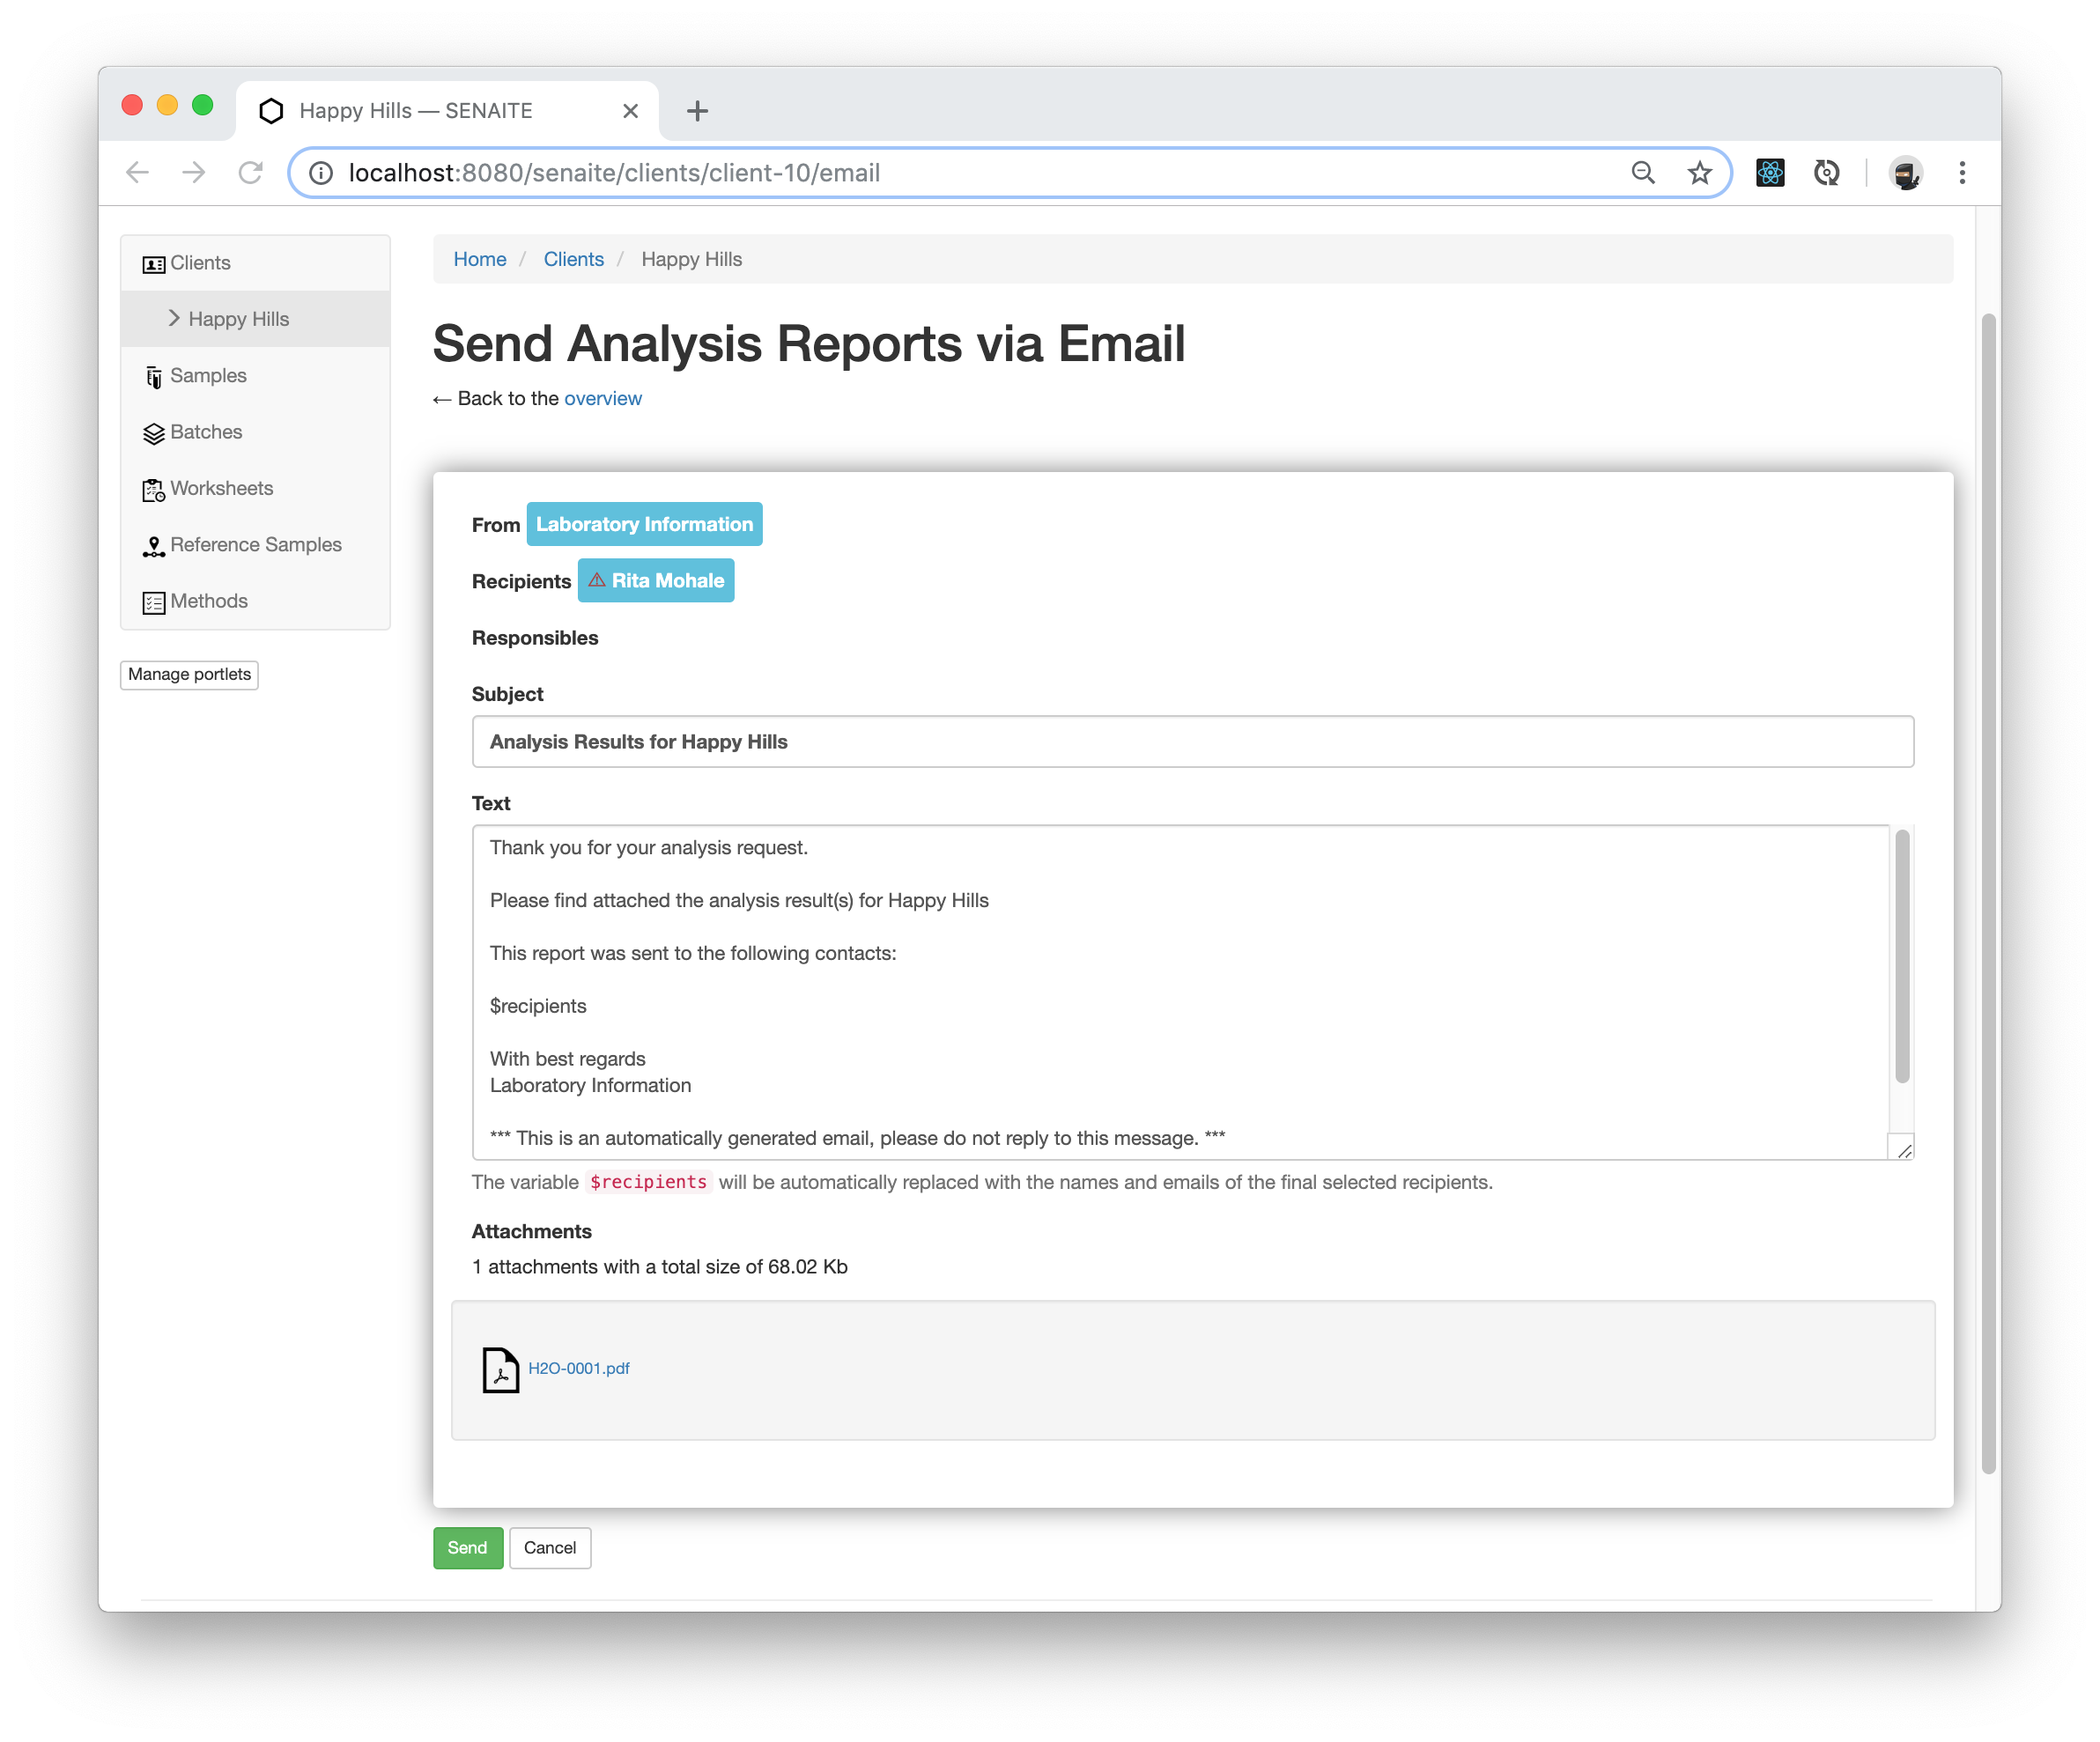 Happy Hills — SENAITE
localhost:8080/senaite/clients/client-10/email
Clients
Happy Hills
Samples
Batches
Worksheets
Reference Samples
Methods
Manage portlets
Home / Clients / Happy Hills
Send Analysis Reports via Email
← Back to the overview
From Laboratory Information
Recipients Rita Mohale
Responsibles
Subject
Analysis Results for Happy Hills
Text
Thank you for your analysis request.
Please find attached the analysis result(s) for Happy Hills
This report was sent to the following contacts:
$recipients
With best regards
Laboratory Information
*** This is an automatically generated email, please do not reply to this message. ***
The variable $recipients will be automatically replaced with the names and emails of the final selected recipients.
Attachments
1 attachments with a total size of 68.02 Kb
H2O-0001.pdf
Send
Cancel